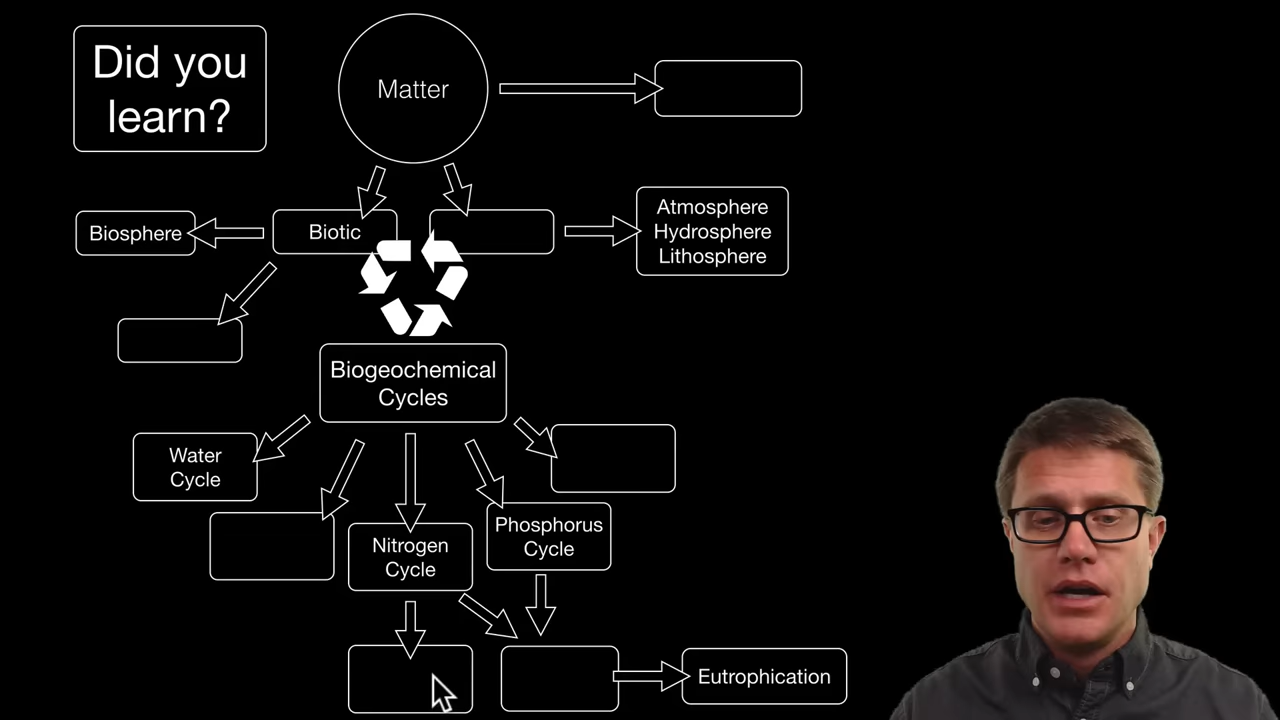 Did you
learn?
Matter
Biosphere
Biotic
Atmosphere
Hydrosphere
Lithosphere
Biogeochemical
Cycles
Water
Cycle
Nitrogen
Cycle
Phosphorus
Cycle
Eutrophication